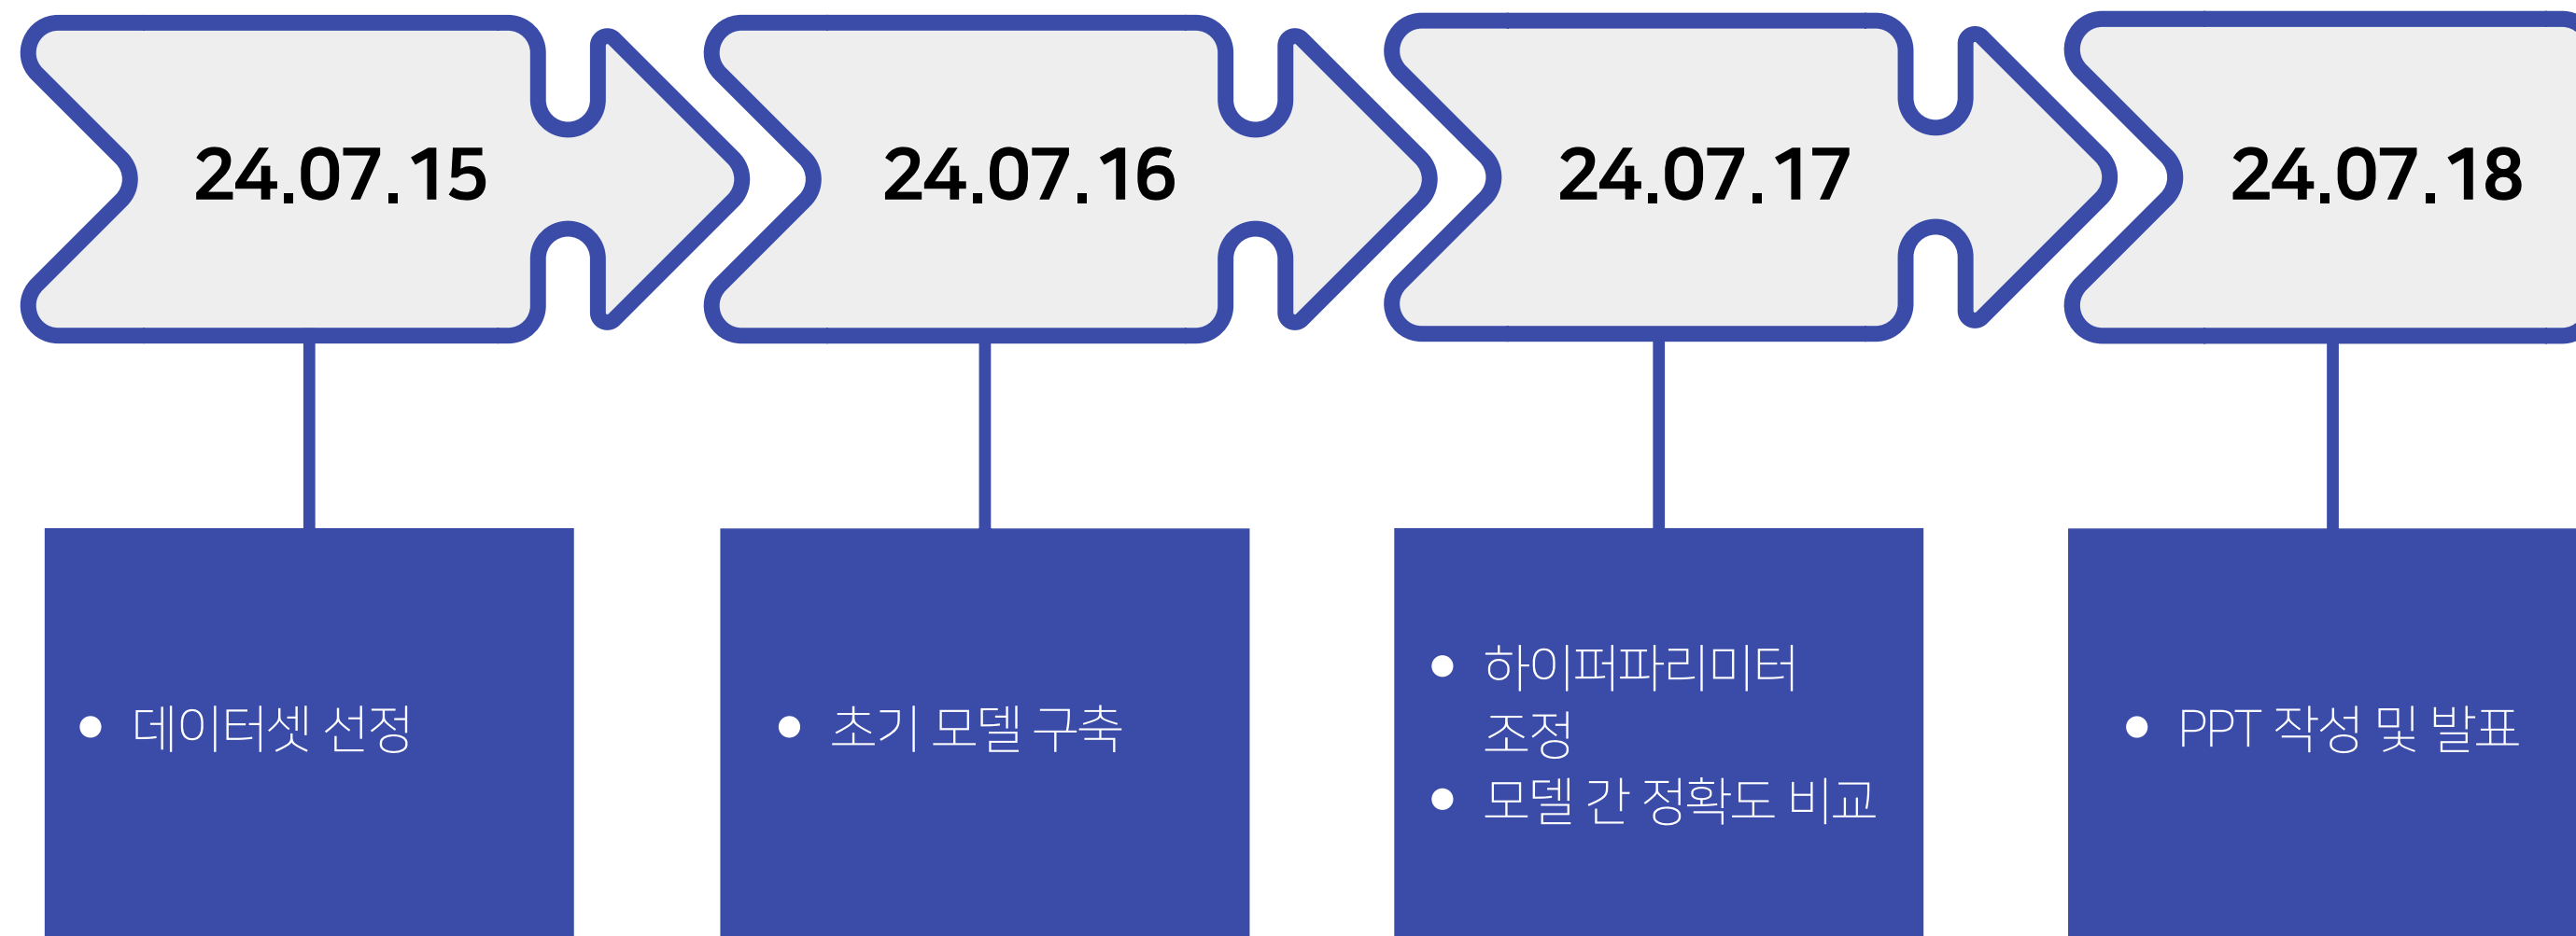 24.07.15
24.07.16
24.07.17
24.07.18
데이터셋 선정
초기 모델 구축
하이퍼파리미터
조정
모델 간 정확도 비교
PPT 작성 및 발표